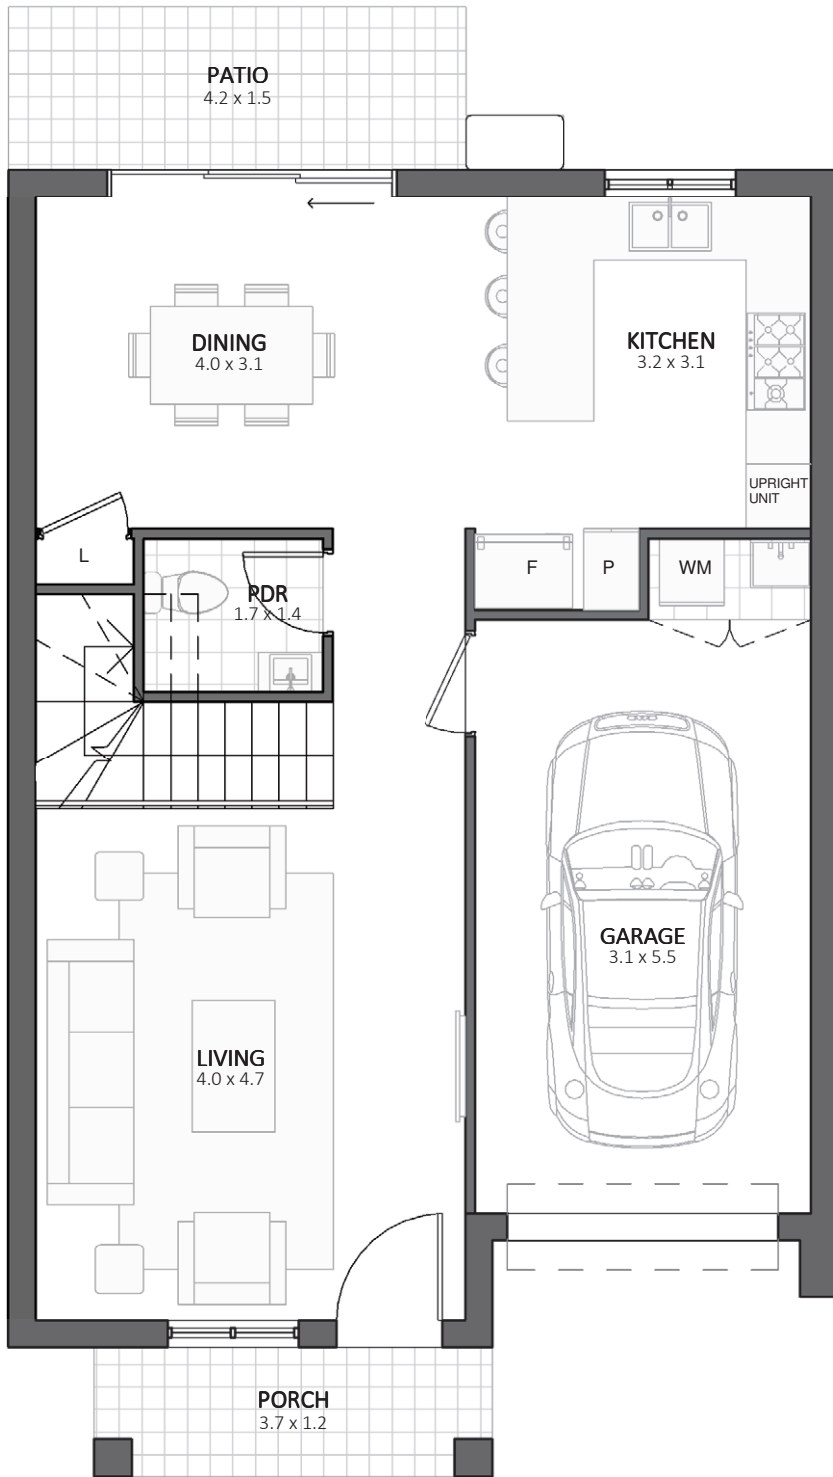 PATIO
4.2 x 1.5
DINING
4.0 x 3.1
KITCHEN
3.2 x 3.1
UPRIGHT
UNIT
L
F
P
WM
PDR
1.7 x 1.4
GARAGE
3.1 x 5.5
LIVING
4.0 x 4.7
PORCH
3.7 x 1.2